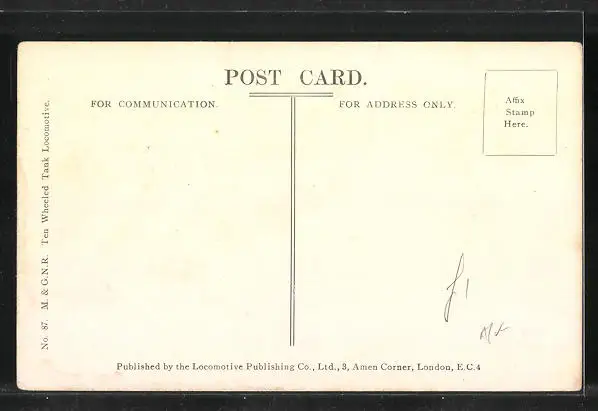 POST CARD.
FOR COMMUNICATION.
FOR ADDRESS ONLY.
Affix
Stamp
Here.
No. 87. M. & G.N.R. Ten Wheeled Tank Locomotive.
Published by the Locomotive Publishing Co., Ltd., 3, Amen Corner, London, E.C.4